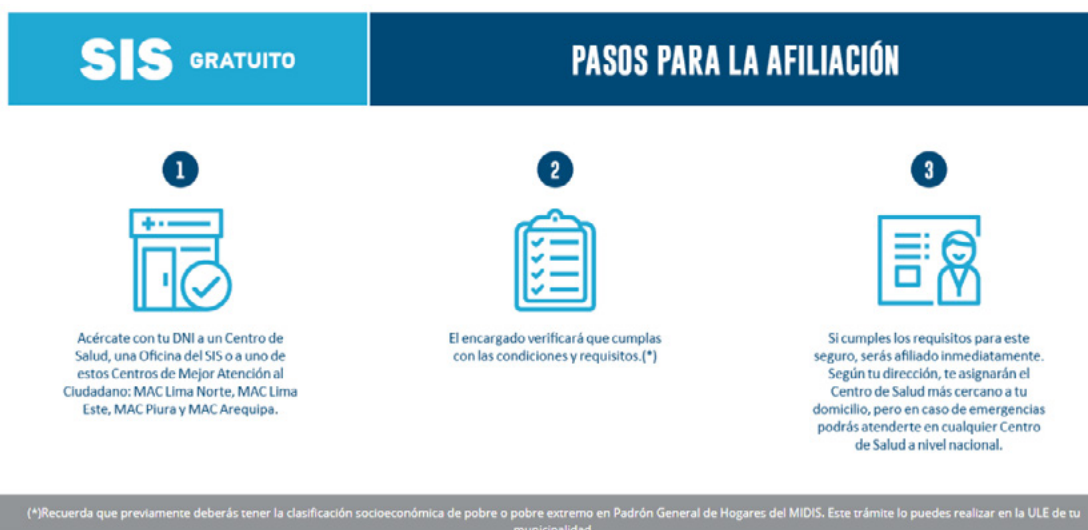 SIS GRATUITO
PASOS PARA LA AFILIACIÓN
1
Acércate con tu DNI a un Centro de
Salud, una Oficina del SIS o a uno de
estos Centros de Mejor Atención al
Ciudadano: MAC Lima Norte, MAC Lima
Este, MAC Piura y MAC Arequipa.
2
El encargado verificará que cumplas
con las condiciones y requisitos.(*)
3
Si cumples los requisitos para este
seguro, serás afiliado inmediatamente.
Según tu dirección, te asignarán el
Centro de Salud más cercano a tu
domicilio, pero en caso de emergencias
podrás atenderte en cualquier Centro
de Salud a nivel nacional.
(*)Recuerda que previamente deberás tener la clasificación socioeconómica de pobre o pobre extremo en Padrón General de Hogares del MIDIS. Este trámite lo puedes realizar en la ULE de tu
municipalidad